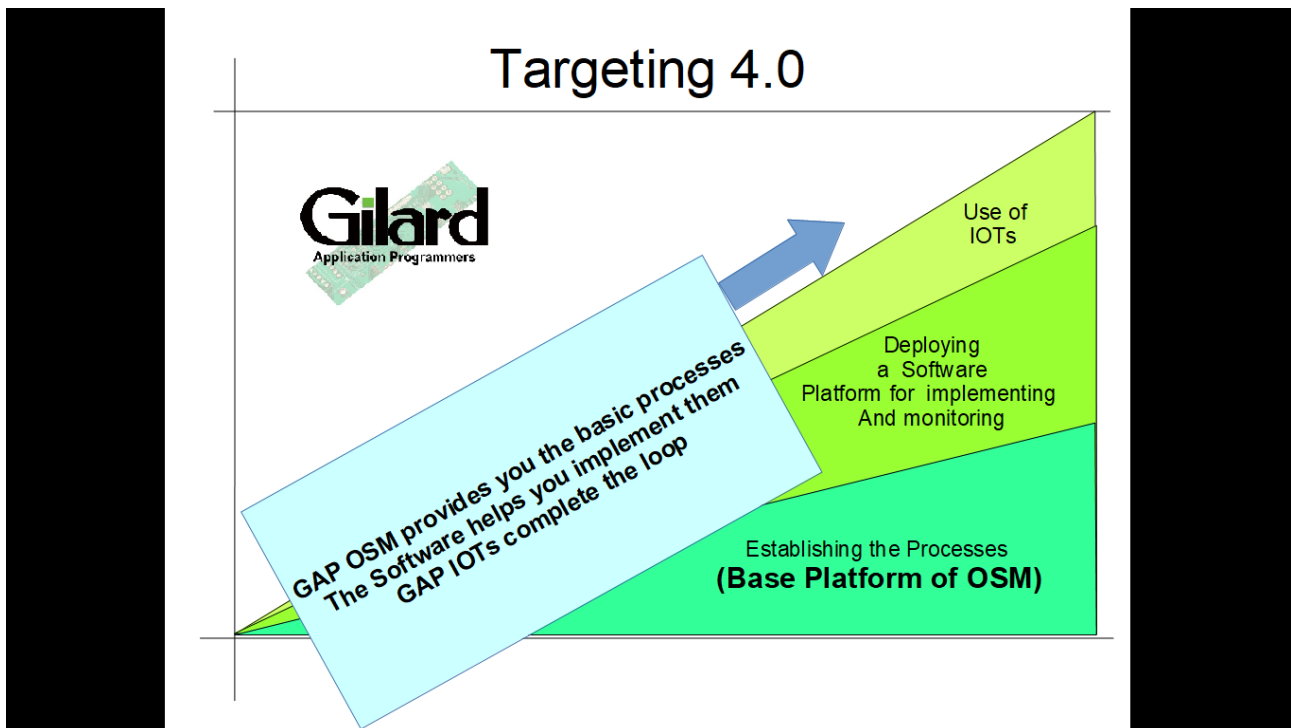 Targeting 4.0
Gilard
Application Programmers
Use of
IOTs
Deploying
a Software
Platform for implementing
And monitoring
GAP OSM provides you the basic processes
The Software helps you implement them
GAP IOTs complete the loop
Establishing the Processes
(Base Platform of OSM)